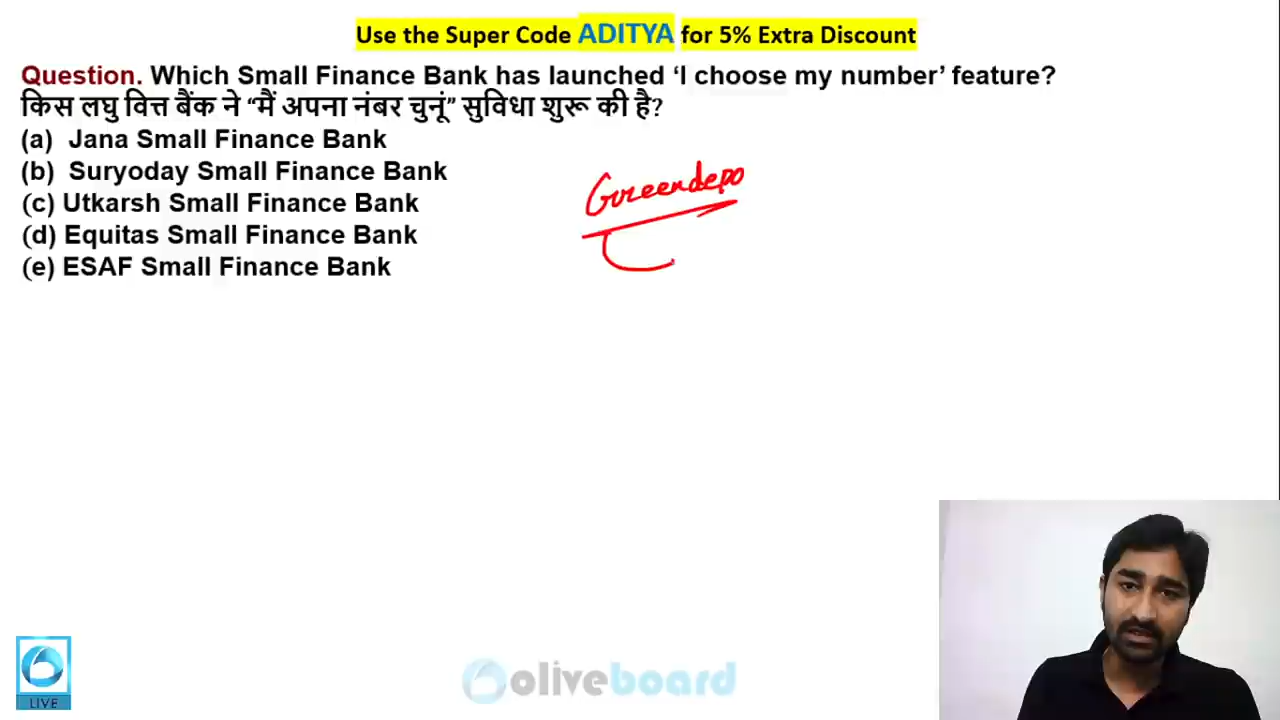 Use the Super Code ADITYA for 5% Extra Discount
Question. Which Small Finance Bank has launched ‘I choose my number’ feature?
किस लघु वित्त बैंक ने “मैं अपना नंबर चुनूं” सुविधा शुरू की है?
(a) Jana Small Finance Bank
(b) Suryoday Small Finance Bank
(c) Utkarsh Small Finance Bank
(d) Equitas Small Finance Bank
(e) ESAF Small Finance Bank
Greendepo
LIVE
oliveboard